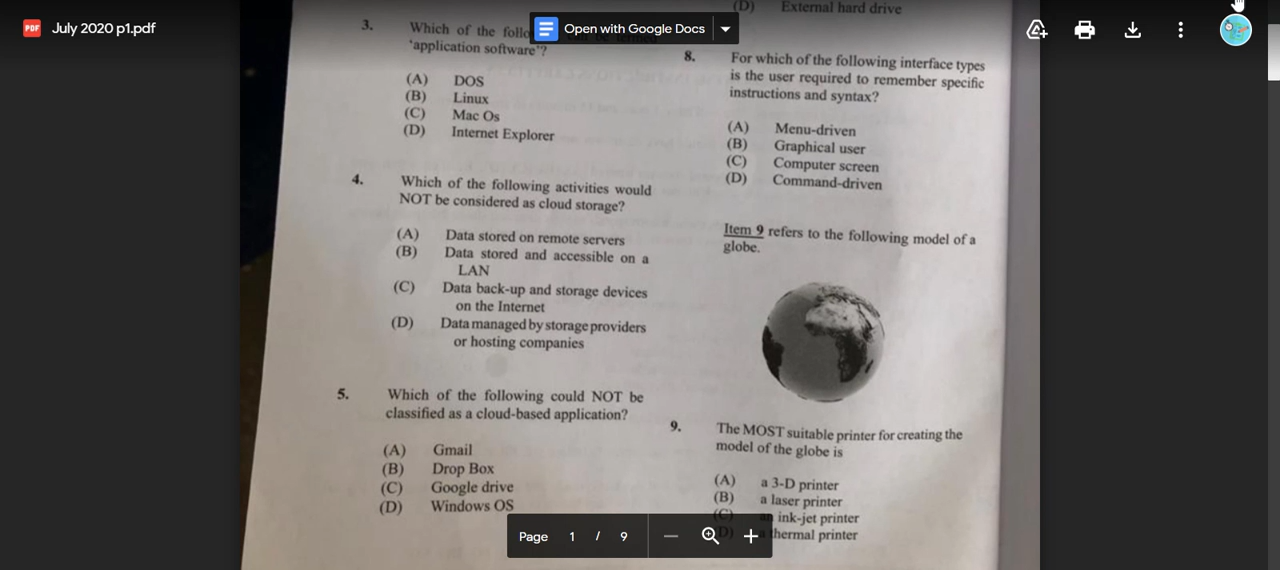 July 2020 p1.pdf
Open with Google Docs
3. Which of the follo
'application software'?
(A) DOS
(B) Linux
(C) Mac Os
(D) Internet Explorer
4. Which of the following activities would
NOT be considered as cloud storage?
(A) Data stored on remote servers
(B) Data stored and accessible on a
LAN
(C) Data back-up and storage devices
on the Internet
(D) Data managed by storage providers
or hosting companies
5. Which of the following could NOT be
classified as a cloud-based application?
(A) Gmail
(B) Drop Box
(C) Google drive
(D) Windows OS
(D) External hard drive
8. For which of the following interface types
is the user required to remember specific
instructions and syntax?
(A) Menu-driven
(B) Graphical user
(C) Computer screen
(D) Command-driven
Item 9 refers to the following model of a
globe.
9. The MOST suitable printer for creating the
model of the globe is
(A) a 3-D printer
(B) a laser printer
(C) an ink-jet printer
(D) a thermal printer
Page 1 / 9
PDF